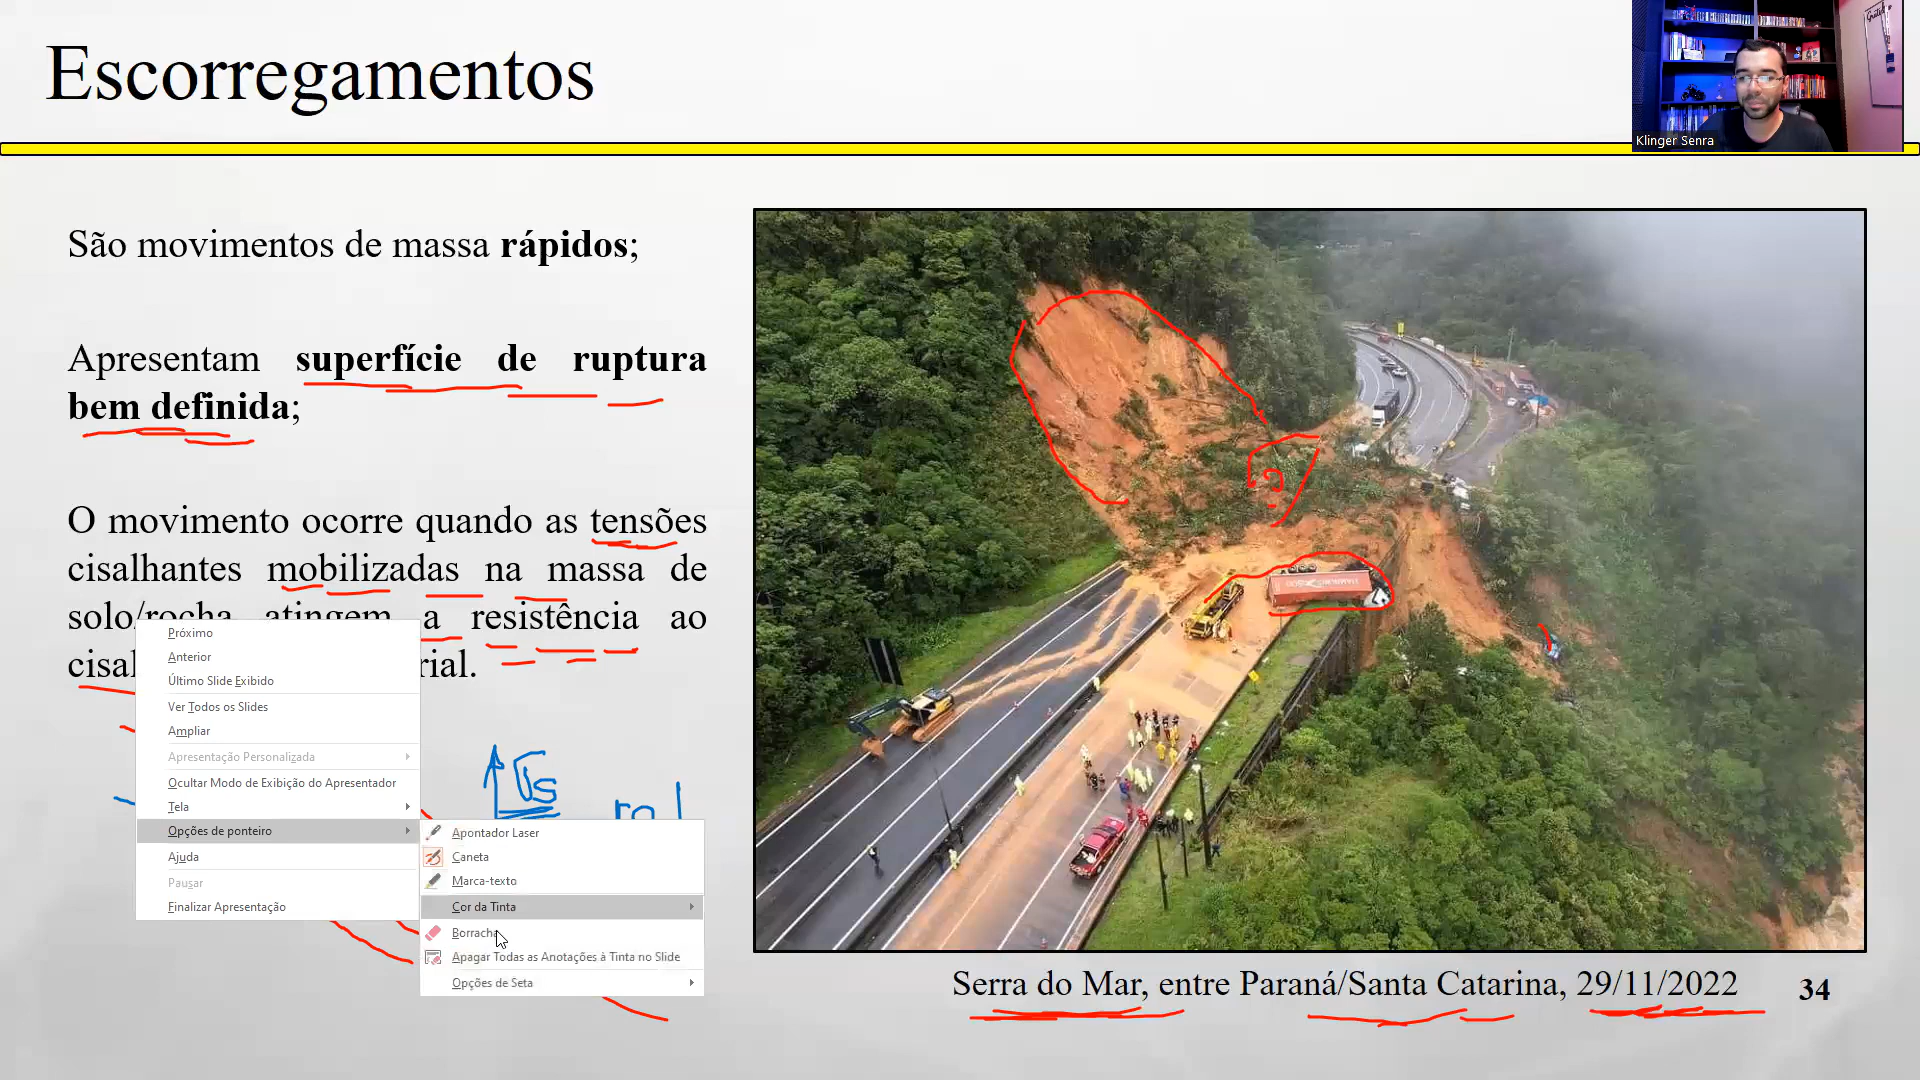 Escorregamentos
Klinger Senra
São movimentos de massa rápidos;
Apresentam superfície de ruptura
bem definida;
O movimento ocorre quando as tensões
cisalhantes mobilizadas na massa de
solo/rocha atingem a resistência ao
cisal rial.
Próximo
Anterior
Último Slide Exibido
Ver Todos os Slides
Ampliar
Apresentação Personalizada
Ocultar Modo de Exibição do Apresentador
Tela
Opções de ponteiro
Ajuda
Pausar
Finalizar Apresentação
Apontador Laser
Caneta
Marca-texto
Cor da Tinta
Borracha
Apagar Todas as Anotações à Tinta no Slide
Opções de Seta
Serra do Mar, entre Paraná/Santa Catarina, 29/11/2022
34